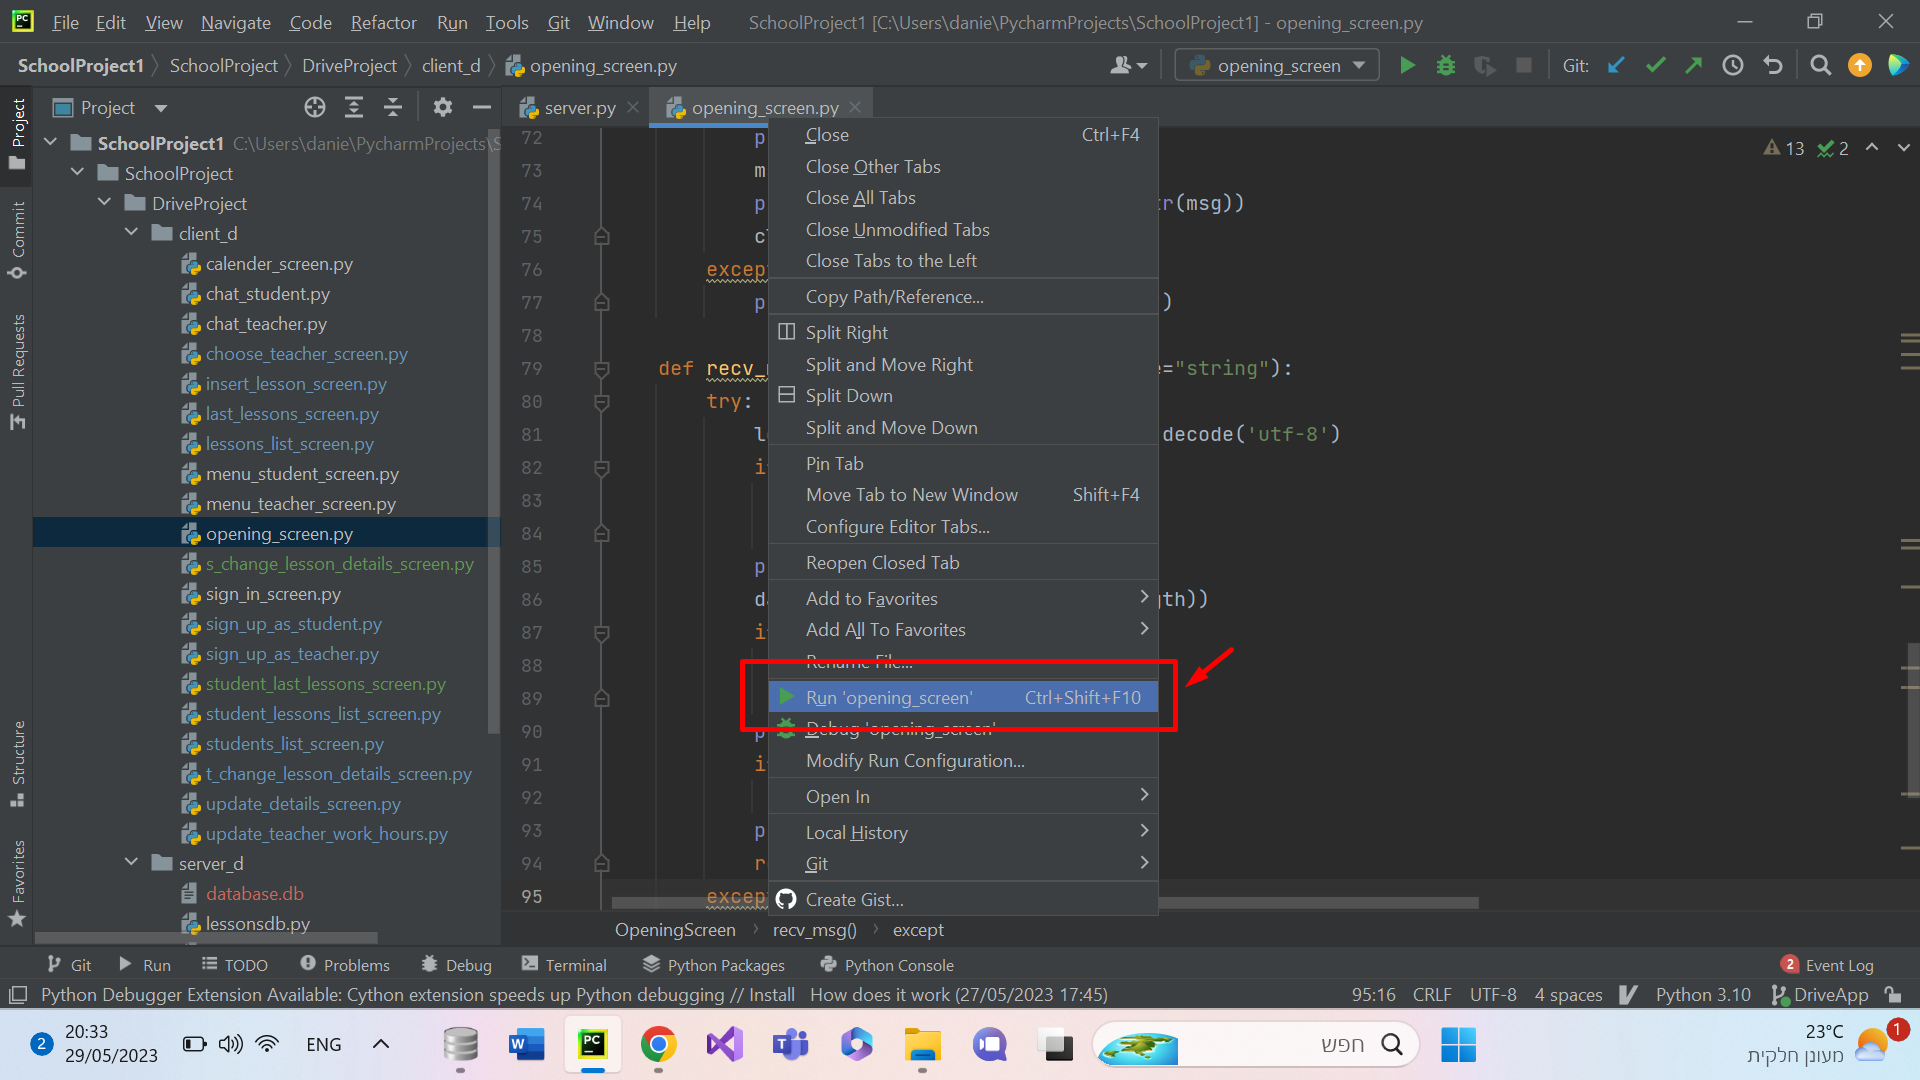 File Edit View Navigate Code Refactor Run Tools Git Window Help SchoolProject1 [C:\Users\danie\PycharmProjects\SchoolProject1] - opening_screen.py
SchoolProject1 SchoolProject DriveProject client_d opening_screen.py opening_screen Git:
Project
server.py opening_screen.py
Project
Commit
Pull Requests
Structure
Favorites
SchoolProject1 C:\Users\danie\PycharmProjects\S
SchoolProject
DriveProject
client_d
calender_screen.py
chat_student.py
chat_teacher.py
choose_teacher_screen.py
insert_lesson_screen.py
last_lessons_screen.py
lessons_list_screen.py
menu_student_screen.py
menu_teacher_screen.py
opening_screen.py
s_change_lesson_details_screen.py
sign_in_screen.py
sign_up_as_student.py
sign_up_as_teacher.py
student_last_lessons_screen.py
student_lessons_list_screen.py
students_list_screen.py
t_change_lesson_details_screen.py
update_details_screen.py
update_teacher_work_hours.py
server_d
database.db
lessonsdb.py
13 2
72 p
73 m
74 p r(msg))
75 c
76 excep
77 p )
78
79 def recv_ ="string"):
80 try:
81 l decode('utf-8')
82 i
83
84
85 p
86 da gth))
87 i
88
89
90 p
91 i
92
93 p
94 r
95 excep
Close Ctrl+F4
Close Other Tabs
Close All Tabs
Close Unmodified Tabs
Close Tabs to the Left
Copy Path/Reference...
Split Right
Split and Move Right
Split Down
Split and Move Down
Pin Tab
Move Tab to New Window Shift+F4
Configure Editor Tabs...
Reopen Closed Tab
Add to Favorites
Add All To Favorites
Rename File...
Run 'opening_screen' Ctrl+Shift+F10
Debug 'opening_screen'
Modify Run Configuration...
Open In
Local History
Git
Create Gist...
OpeningScreen recv_msg() except
Git Run TODO Problems Debug Terminal Python Packages Python Console 2 Event Log
Python Debugger Extension Available: Cython extension speeds up Python debugging // Install How does it work (27/05/2023 17:45) 95:16 CRLF UTF-8 4 spaces Python 3.10 DriveApp
2 20:33
29/05/2023
ENG
חפש
23°C
מעונן חלקית
1